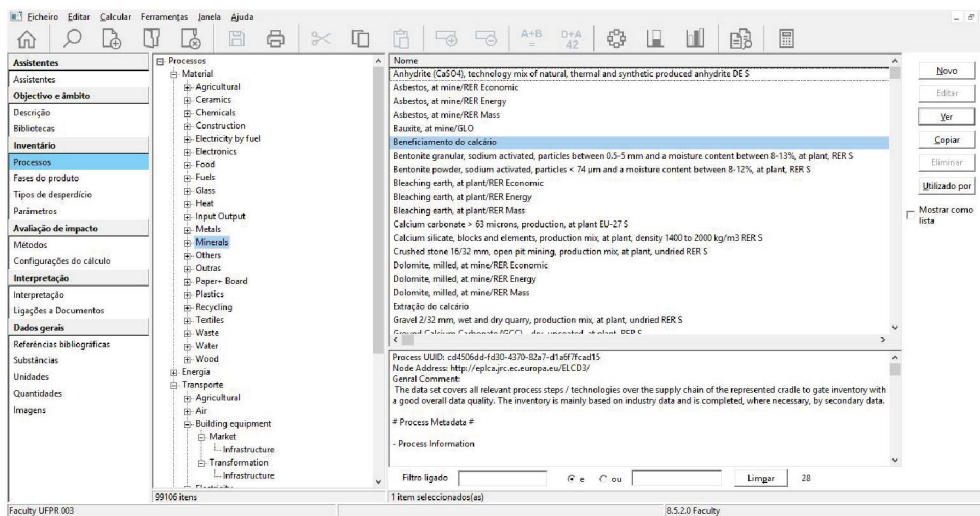 Ficheiro Editar Calcular Ferramentas Janela Ajuda
A+B
=
D+A
42
Assistentes
Assistentes
Objectivo e âmbito
Descrição
Bibliotecas
Inventário
Processos
Fases do produto
Tipos de desperdício
Parâmetros
Avaliação de impacto
Métodos
Configurações do cálculo
Interpretação
Interpretação
Ligações a Documentos
Dados gerais
Referências bibliográficas
Substâncias
Unidades
Quantidades
Imagens
Processos
Material
Agricultural
Ceramics
Chemicals
Construction
Electricity by fuel
Electronics
Food
Fuels
Glass
Heat
Input Output
Metals
Minerals
Others
Outras
Paper+ Board
Plastics
Recycling
Textiles
Waste
Water
Wood
Energia
Transporte
Agricultural
Air
Building equipment
Market
Infrastructure
Transformation
Infrastructure
Electricity
99106 itens
Nome
Anhydrite (CaSO4), technology mix of natural, thermal and synthetic produced anhydrite DE S
Asbestos, at mine/RER Economic
Asbestos, at mine/RER Energy
Asbestos, at mine/RER Mass
Bauxite, at mine/GLO
Beneficiamento do calcário
Bentonite granular, sodium activated, particles between 0.5-5 mm and a moisture content between 8-13%, at plant, RER S
Bentonite powder, sodium activated, particles < 74 µm and a moisture content between 8-12%, at plant, RER S
Bleaching earth, at plant/RER Economic
Bleaching earth, at plant/RER Energy
Bleaching earth, at plant/RER Mass
Calcium carbonate > 63 microns, production, at plant EU-27 S
Calcium silicate, blocks and elements, production mix, at plant, density 1400 to 2000 kg/m3 RER S
Crushed stone 16/32 mm, open pit mining, production mix, at plant, undried RER S
Dolomite, milled, at mine/RER Economic
Dolomite, milled, at mine/RER Energy
Dolomite, milled, at mine/RER Mass
Extração do calcário
Gravel 2/32 mm, wet and dry quarry, production mix, at plant, undried RER S
Ground Calcium Carbonate (GCC), dry, uncoated, at plant, RER S
Process UUID: cd4506dd-fd30-4370-82a7-d1a6f7fcad15
Node Address: http://eplca.jrc.ec.europa.eu/ELCD3/
Genral Comment:
The data set covers all relevant process steps / technologies over the supply chain of the represented cradle to gate inventory with
a good overall data quality. The inventory is mainly based on industry data and is completed, where necessary, by secondary data.
# Process Metadata #
- Process Information
Filtro ligado e ou Limpar 28
1 item seleccionados(as)
Novo
Editar
Ver
Copiar
Eliminar
Utilizado por
Mostrar como
lista
Faculty UFPR 003
8.5.2.0 Faculty